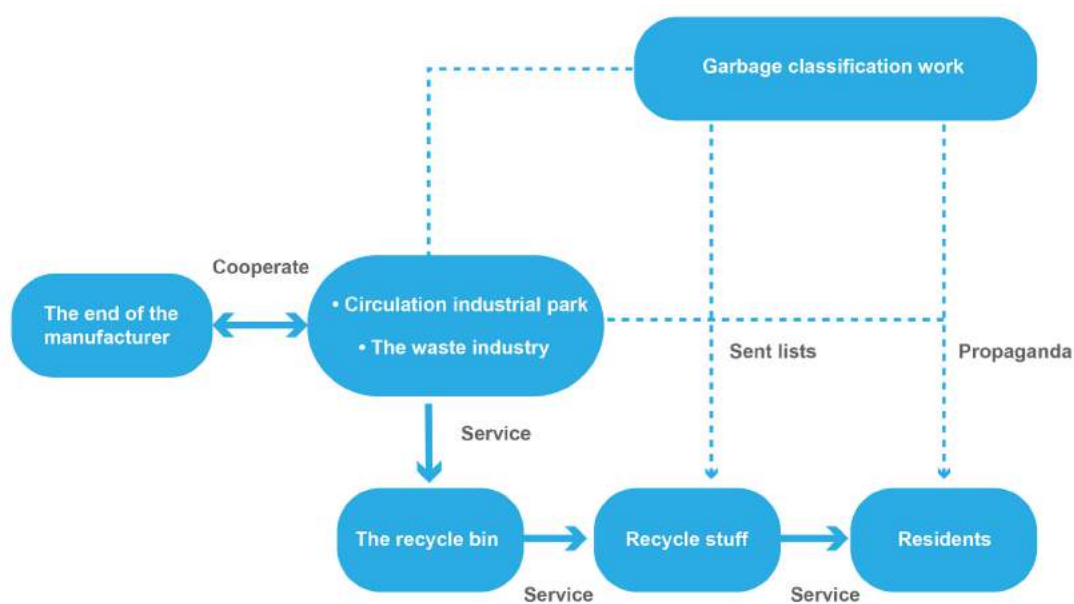 Garbage classification work
Cooperate
The end of the
manufacturer
• Circulation industrial park
• The waste industry
Sent lists
Propaganda
Service
The recycle bin
Recycle stuff
Residents
Service
Service